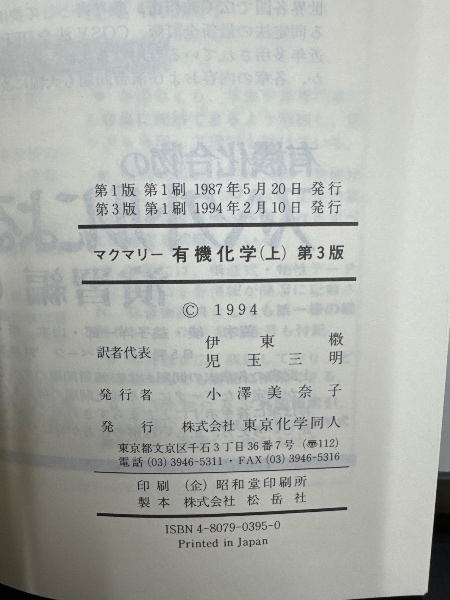 第1版 第1刷 1987年5月20日 発行
第3版 第1刷 1994年2月10日 発行
マクマリー 有機化学(上) 第3版
© 1994
訳者代表 伊東椒
児玉三明
発行者 小澤美奈子
発行 株式会社 東京化学同人
東京都文京区千石3丁目36番7号(〠112)
電話(03)3946-5311・FAX(03)3946-5316
印刷 (企)昭和堂印刷所
製本 株式会社 松岳社
ISBN 4-8079-0395-0
Printed in Japan